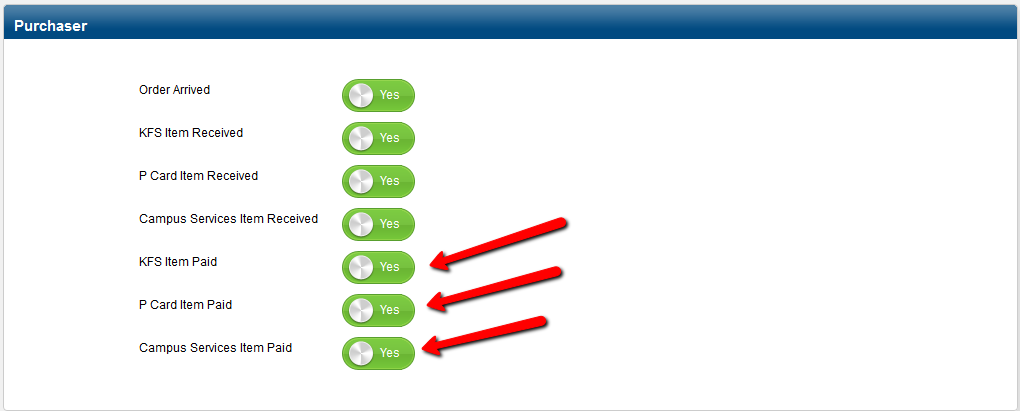 Purchaser
Order Arrived Yes
KFS Item Received Yes
P Card Item Received Yes
Campus Services Item Received Yes
KFS Item Paid Yes
P Card Item Paid Yes
Campus Services Item Paid Yes